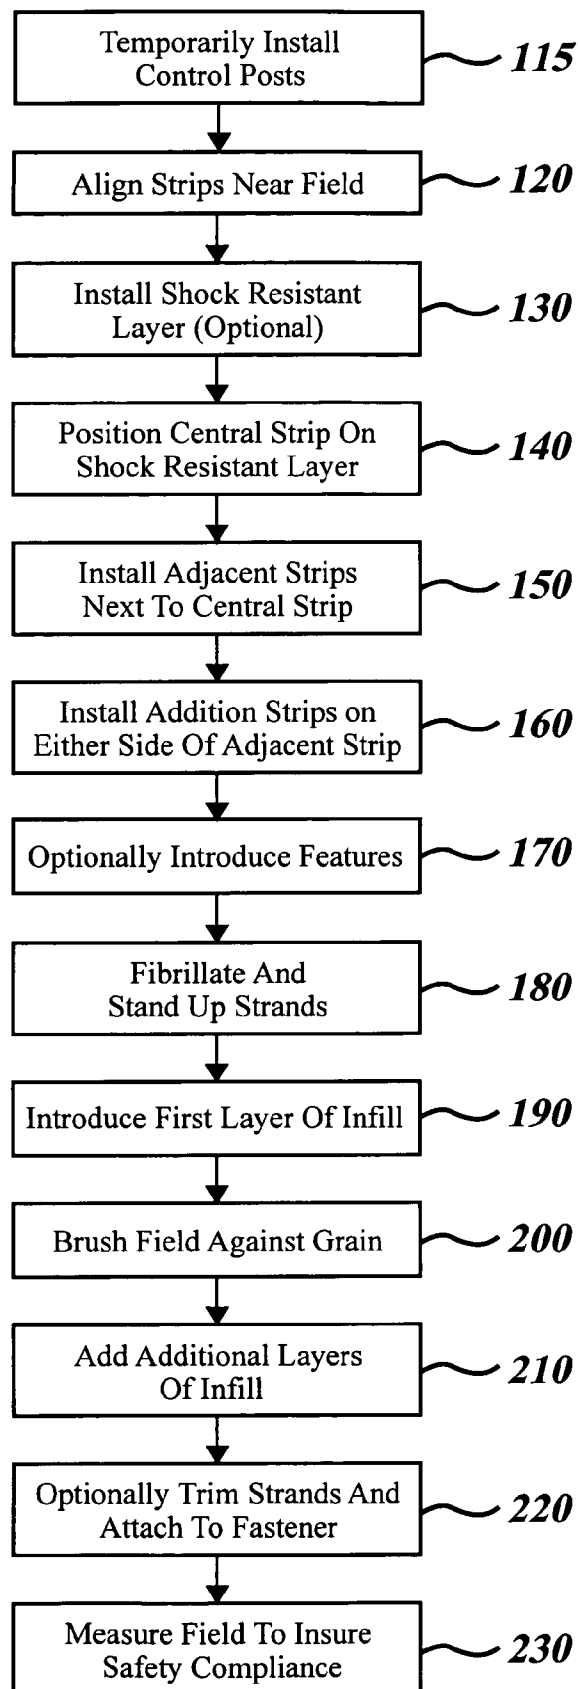 Temporarily Install
Control Posts
115
Align Strips Near Field
120
Install Shock Resistant
Layer (Optional)
130
Position Central Strip On
Shock Resistant Layer
140
Install Adjacent Strips
Next To Central Strip
150
Install Addition Strips on
Either Side Of Adjacent Strip
160
Optionally Introduce Features
170
Fibrillate And
Stand Up Strands
180
Introduce First Layer Of Infill
190
Brush Field Against Grain
200
Add Additional Layers
Of Infill
210
Optionally Trim Strands And
Attach To Fastener
220
Measure Field To Insure
Safety Compliance
230